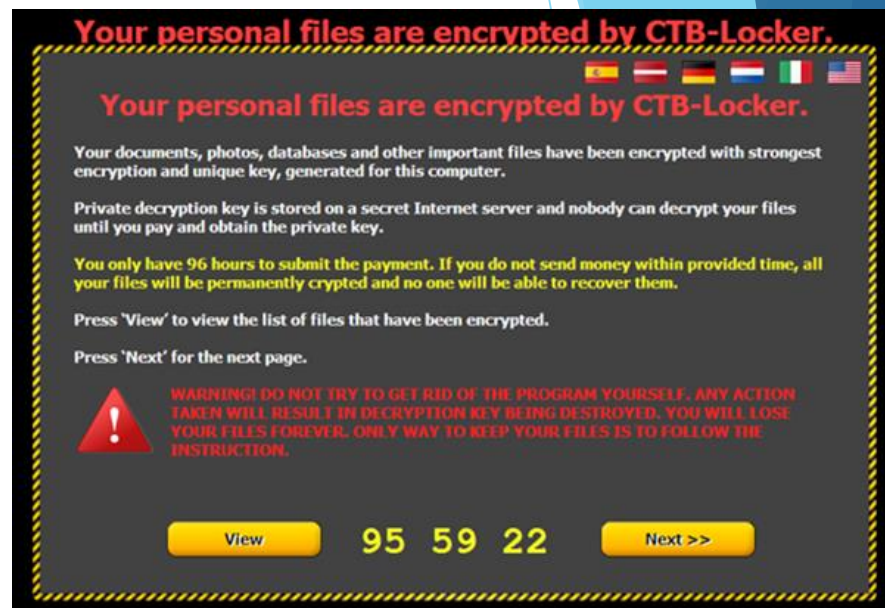 Your personal files are encrypted by CTB-Locker.
Your personal files are encrypted by CTB-Locker.
Your documents, photos, databases and other important files have been encrypted with strongest
encryption and unique key, generated for this computer.
Private decryption key is stored on a secret Internet server and nobody can decrypt your files
until you pay and obtain the private key.
You only have 96 hours to submit the payment. If you do not send money within provided time, all
your files will be permanently crypted and no one will be able to recover them.
Press 'View' to view the list of files that have been encrypted.
Press 'Next' for the next page.
WARNING! DO NOT TRY TO GET RID OF THE PROGRAM YOURSELF. ANY ACTION
TAKEN WILL RESULT IN DECRYPTION KEY BEING DESTROYED. YOU WILL LOSE
YOUR FILES FOREVER. ONLY WAY TO KEEP YOUR FILES IS TO FOLLOW THE
INSTRUCTION.
View 95 59 22 Next >>